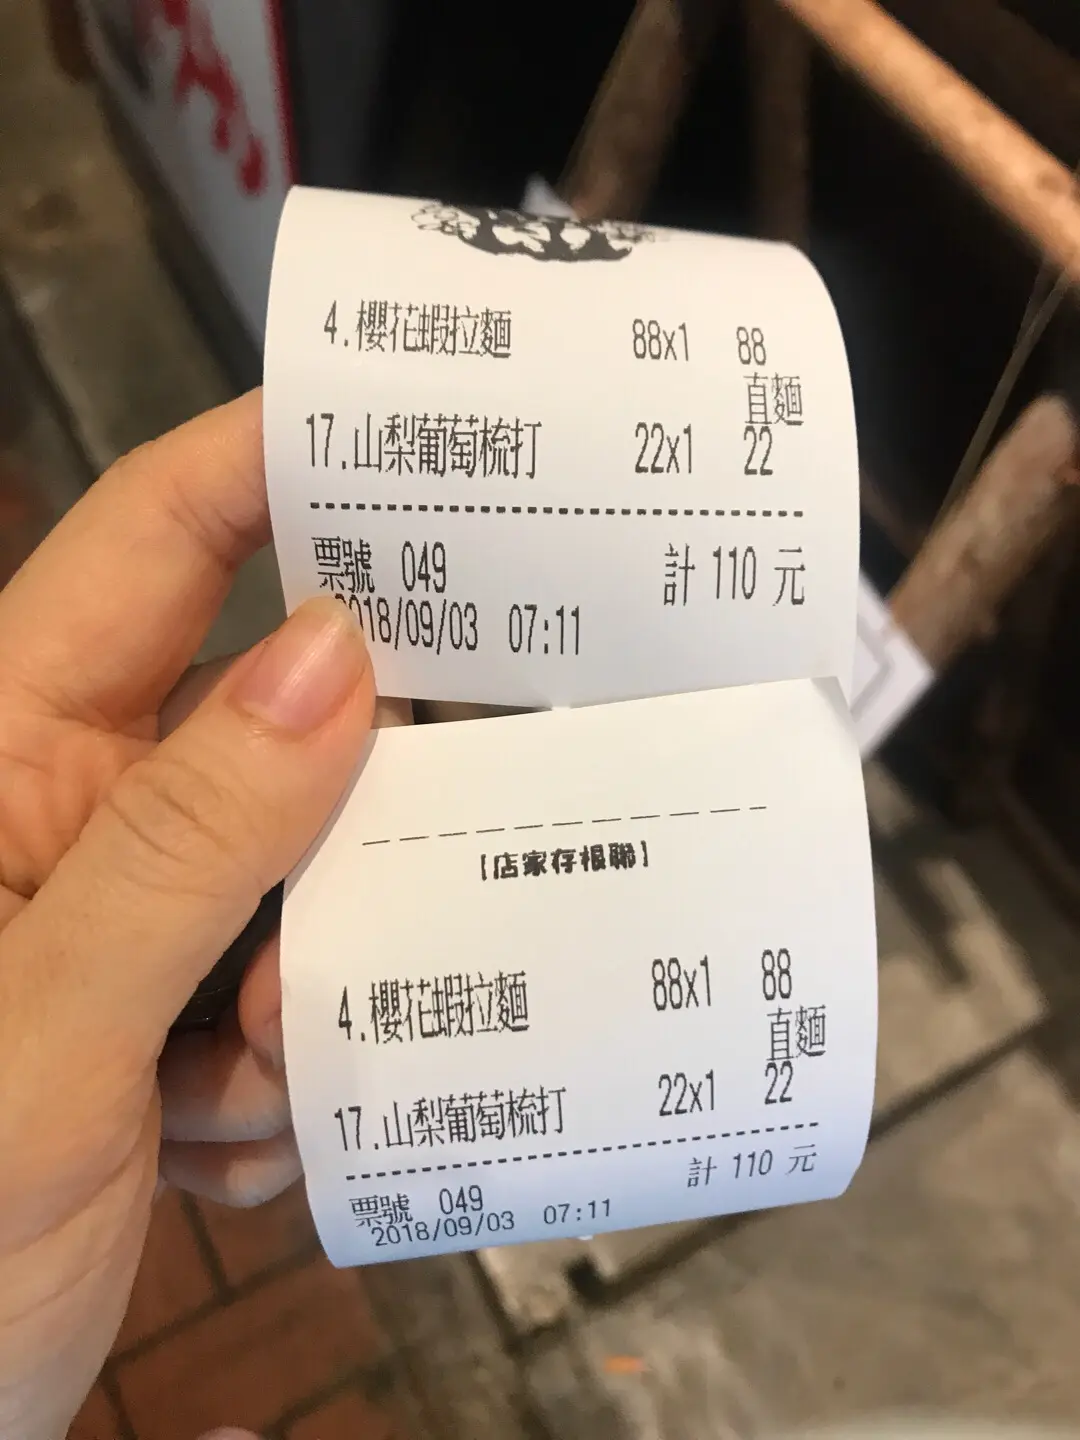 4.櫻花蝦拉麵 88x1 88
直麵
17.山梨葡萄梳打 22x1 22
票號 049 計 110 元
2018/09/03 07:11
【店家存根聯】
4.櫻花蝦拉麵 88x1 88
直麵
17.山梨葡萄梳打 22x1 22
計 110 元
票號 049
2018/09/03 07:11